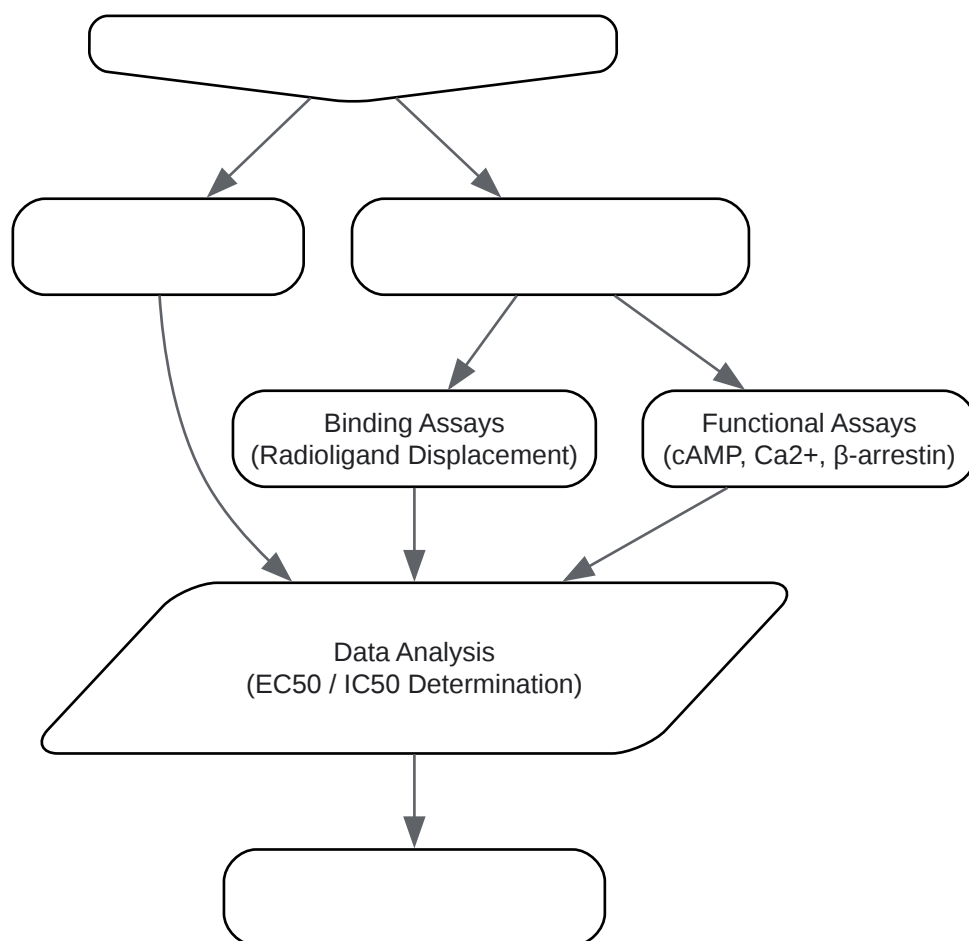 Binding Assays
(Radioligand Displacement)
Functional Assays
(cAMP, Ca2+, β-arrestin)
Data Analysis
(EC50 / IC50 Determination)